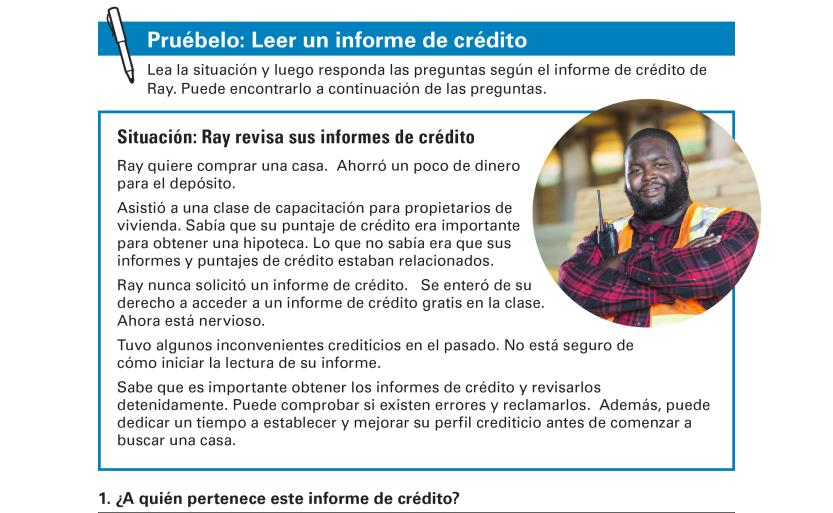 Pruébelo: Leer un informe de crédito
Lea la situación y luego responda las preguntas según el informe de crédito de
Ray. Puede encontrarlo a continuación de las preguntas.
Situación: Ray revisa sus informes de crédito
Ray quiere comprar una casa.  Ahorró un poco de dinero
para el depósito.
Asistió a una clase de capacitación para propietarios de
vivienda. Sabía que su puntaje de crédito era importante
para obtener una hipoteca. Lo que no sabía era que sus
informes y puntajes de crédito estaban relacionados.
Ray nunca solicitó un informe de crédito.   Se enteró de su
derecho a acceder a un informe de crédito gratis en la clase.
Ahora está nervioso.
Tuvo algunos inconvenientes crediticios en el pasado. No está seguro de
cómo iniciar la lectura de su informe.
Sabe que es importante obtener los informes de crédito y revisarlos
detenidamente. Puede comprobar si existen errores y reclamarlos.  Además, puede
dedicar un tiempo a establecer y mejorar su perfil crediticio antes de comenzar a
buscar una casa.
1. ¿A quién pertenece este informe de crédito?